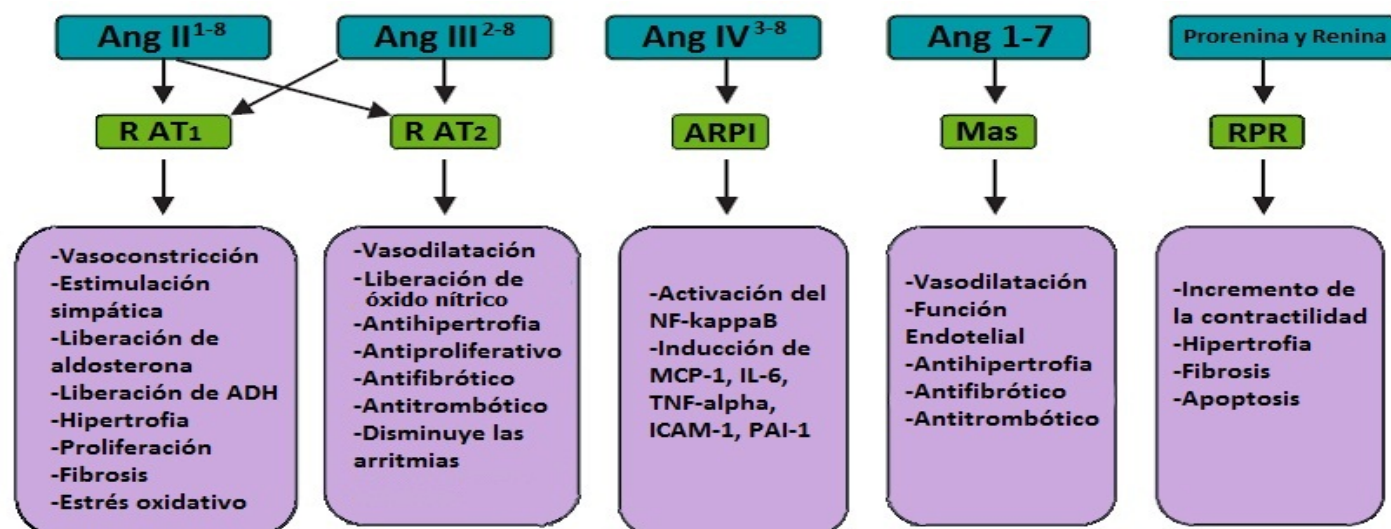 Ang II1-8
Ang III2-8
Ang IV3-8
Ang 1-7
Prorenina y Renina
R AT1
R AT2
ARPI
Mas
RPR
-Vasoconstricción
-Estimulación
simpática
-Liberación de
aldosterona
-Liberación de ADH
-Hipertrofia
-Proliferación
-Fibrosis
-Estrés oxidativo
-Vasodilatación
-Liberación de
óxido nítrico
-Antihipertrofia
-Antiproliferativo
-Antifibrótico
-Antitrombótico
-Disminuye las
arritmias
-Activación del
NF-kappaB
-Inducción de
MCP-1, IL-6,
TNF-alpha,
ICAM-1, PAI-1
-Vasodilatación
-Función
Endotelial
-Antihipertrofia
-Antifibrótico
-Antitrombótico
-Incremento de
la contractilidad
-Hipertrofia
-Fibrosis
-Apoptosis